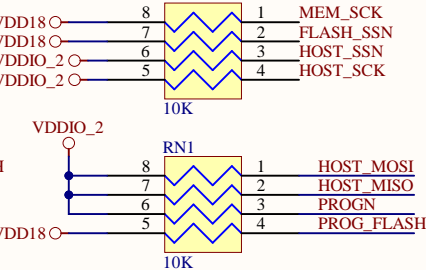 VDD18 8 1 MEM_SCK
VDD18 7 2 FLASH_SSN
VDDIO_2 6 3 HOST_SSN
VDDIO_2 5 4 HOST_SCK
10K
VDDIO_2
RN1
8 1 HOST_MOSI
7 2 HOST_MISO
6 3 PROGN
VDD18 5 4 PROG_FLASH
10K